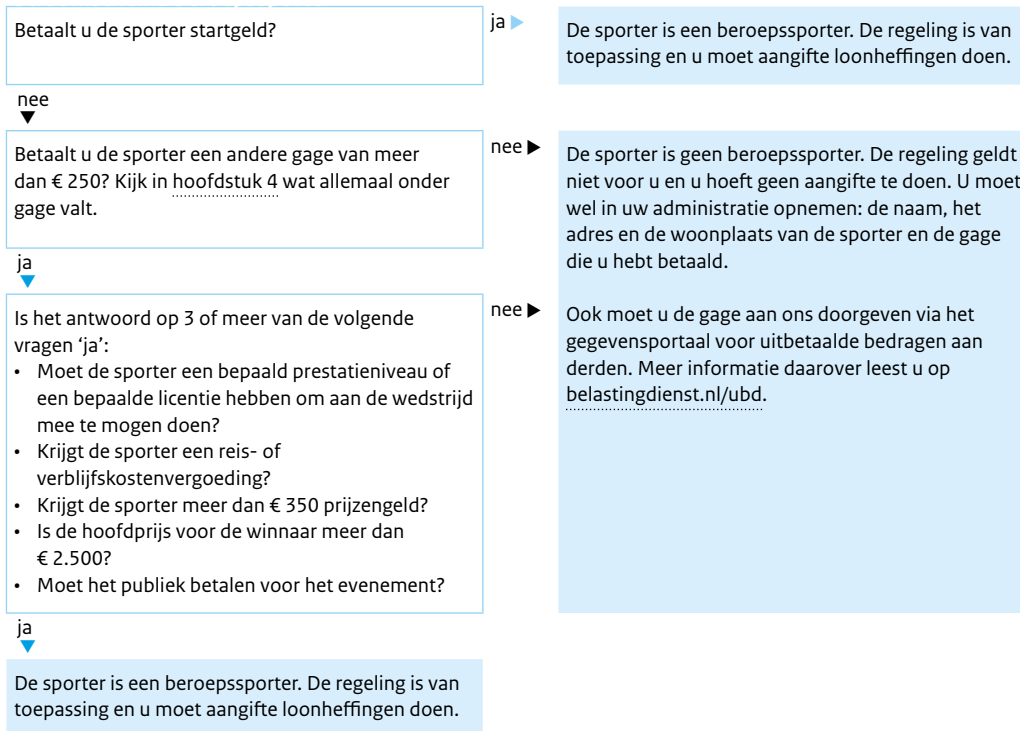 Betaalt u de sporter startgeld?
ja
De sporter is een beroepssporter. De regeling is van
toepassing en u moet aangifte loonheffingen doen.
nee
Betaalt u de sporter een andere gage van meer
dan € 250? Kijk in hoofdstuk 4 wat allemaal onder
gage valt.
nee
De sporter is geen beroepssporter. De regeling geldt
niet voor u en u hoeft geen aangifte te doen. U moet
wel in uw administratie opnemen: de naam, het
adres en de woonplaats van de sporter en de gage
die u hebt betaald.
Ook moet u de gage aan ons doorgeven via het
gegevensportaal voor uitbetaalde bedragen aan
derden. Meer informatie daarover leest u op
belastingdienst.nl/ubd.
ja
Is het antwoord op 3 of meer van de volgende
vragen ‘ja’:
• Moet de sporter een bepaald prestatieniveau of
een bepaalde licentie hebben om aan de wedstrijd
mee te mogen doen?
• Krijgt de sporter een reis- of
verblijfskostenvergoeding?
• Krijgt de sporter meer dan € 350 prijzengeld?
• Is de hoofdprijs voor de winnaar meer dan
€ 2.500?
• Moet het publiek betalen voor het evenement?
nee
ja
De sporter is een beroepssporter. De regeling is van
toepassing en u moet aangifte loonheffingen doen.